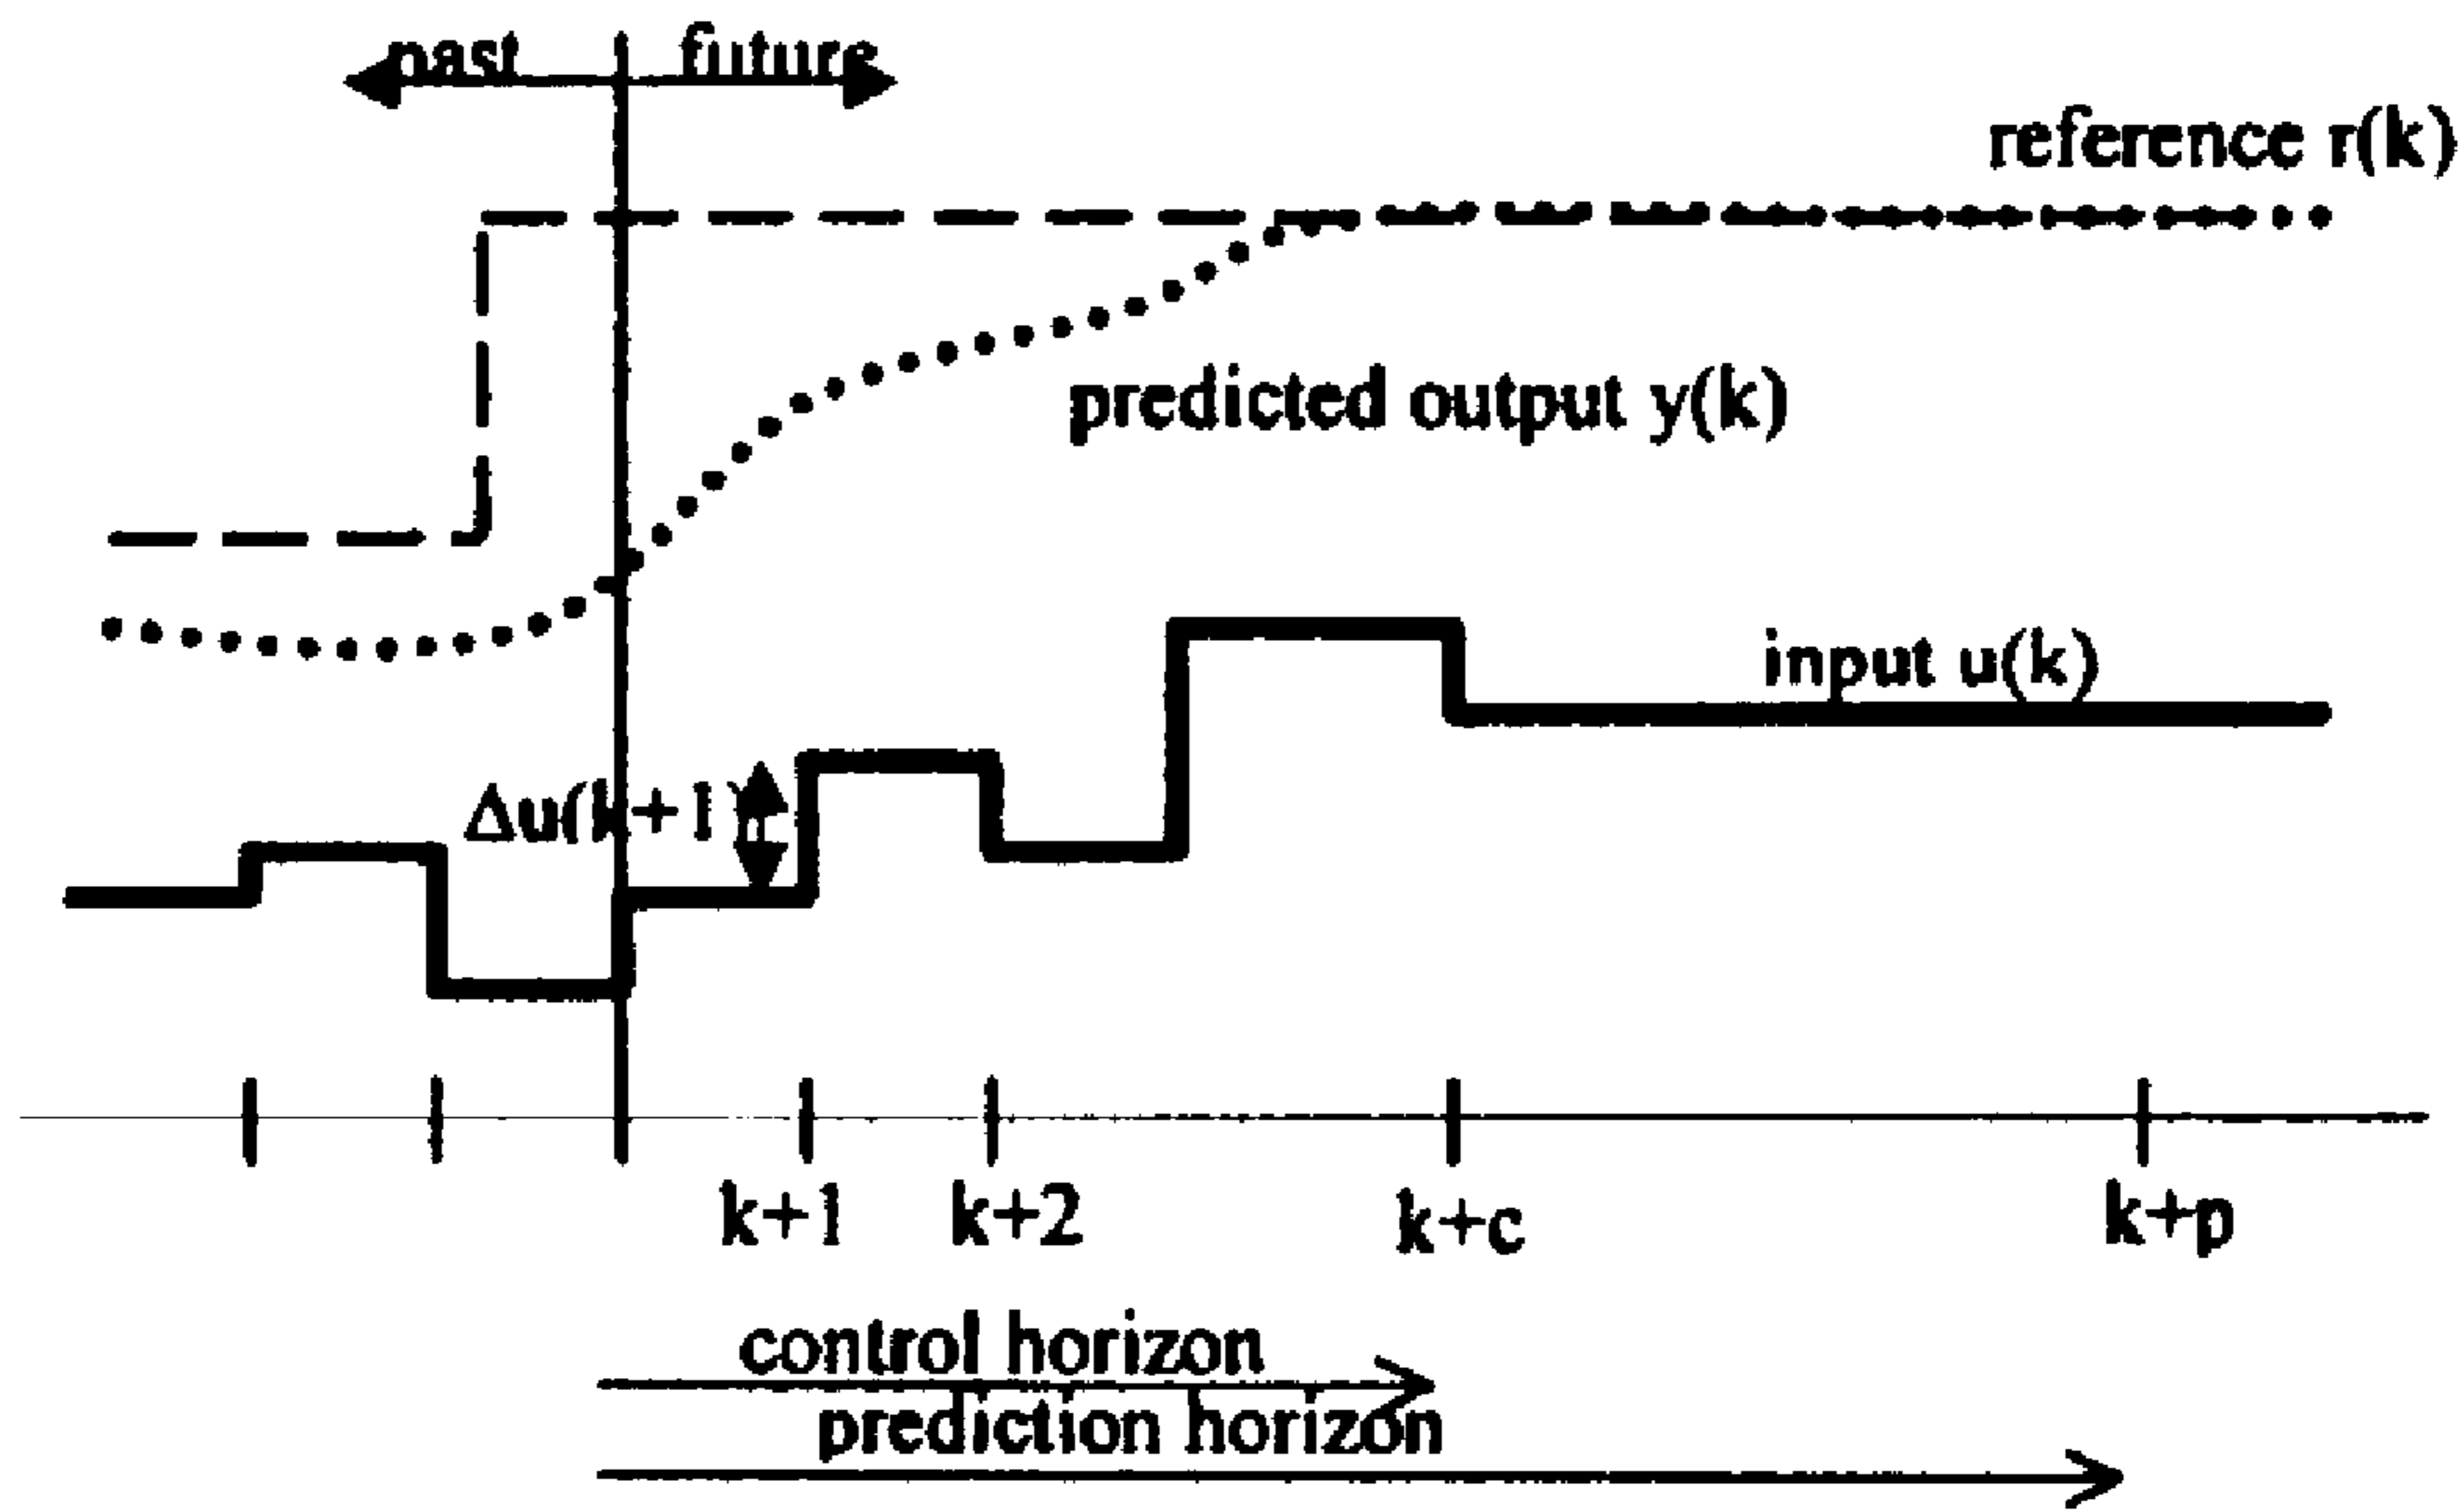 past future
reference r(k)
predicted output y(k)
input u(k)
Δu(k+1)
k+1 k+2 k+c k+p
control horizon
prediction horizon